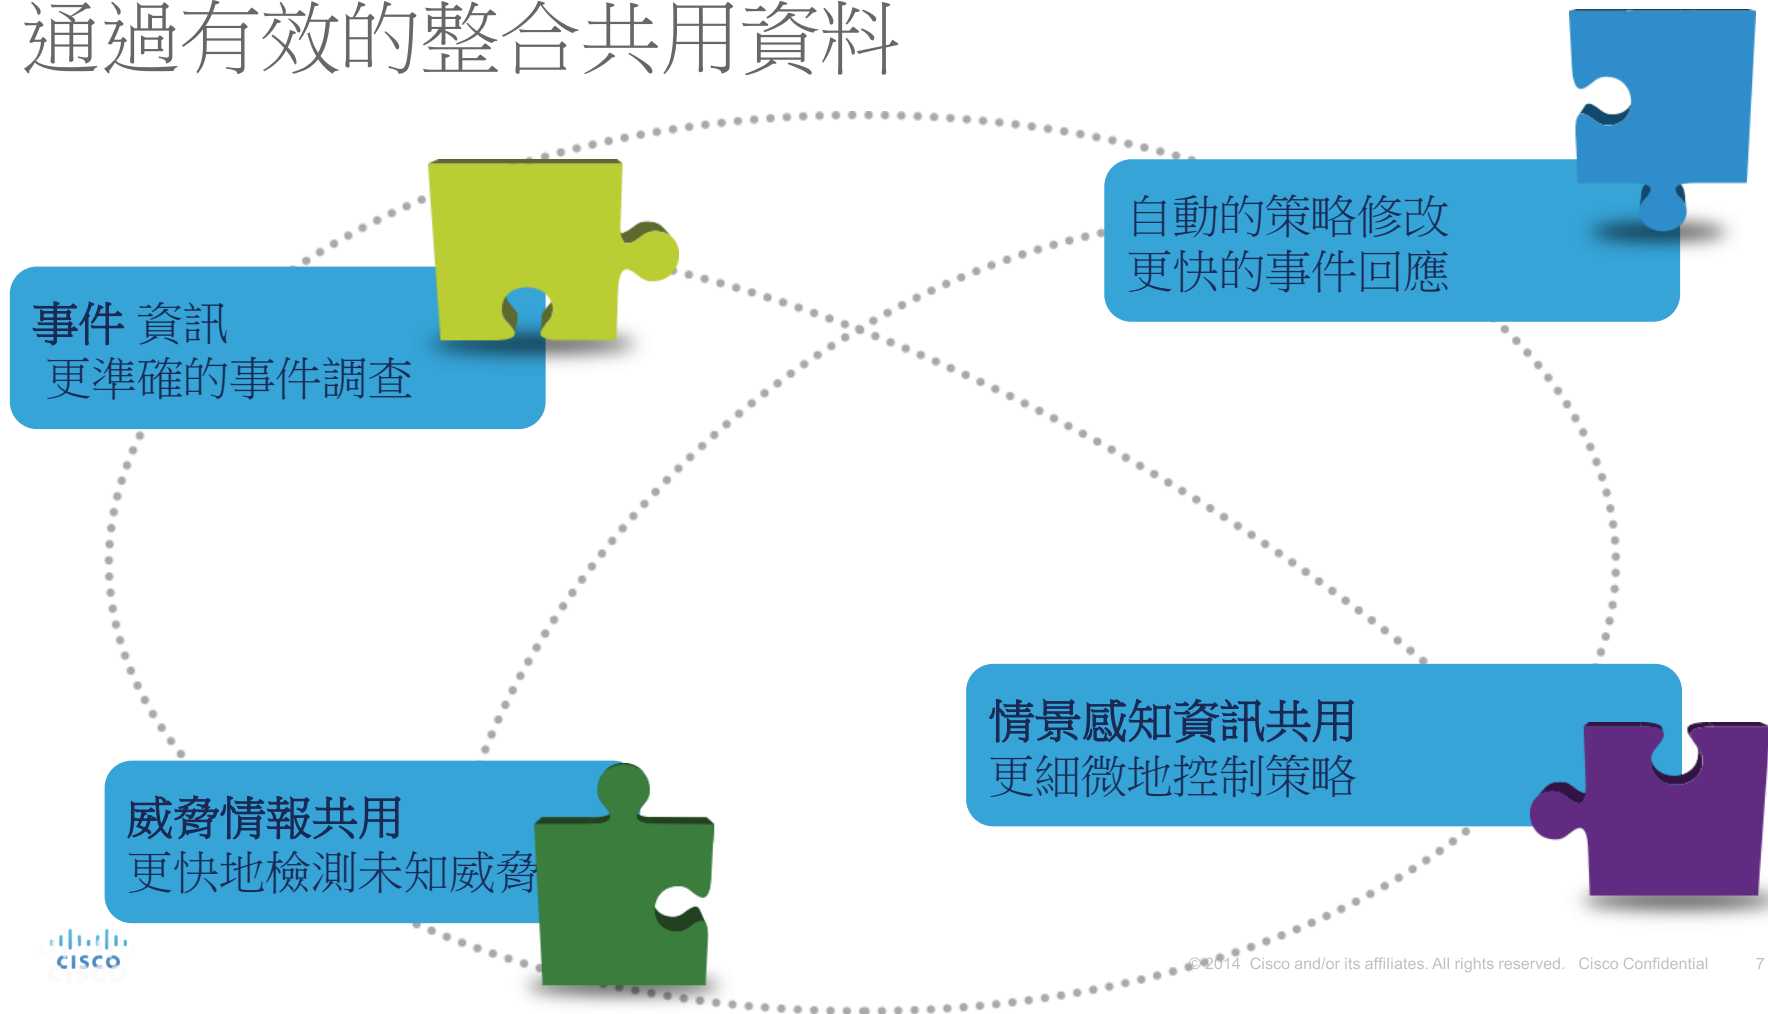 通過有效的整合共用資料
自動的策略修改
更快的事件回應
事件 資訊
更準確的事件調查
情景感知資訊共用
更細微地控制策略
威脅情報共用
更快地檢測未知威脅
CISCO
© 2014 Cisco and/or its affiliates. All rights reserved. Cisco Confidential 7